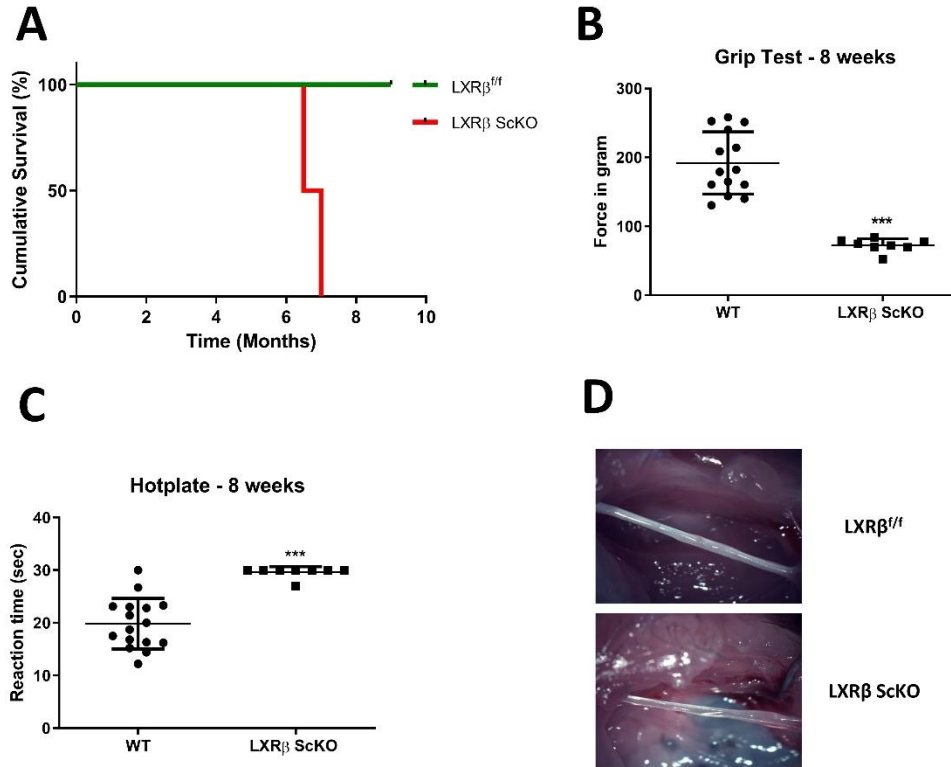 A
Cumulative Survival (%)
100
50
0
0 2 4 6 8 10
Time (Months)
LXRβf/f
LXRβ ScKO
B
Grip Test - 8 weeks
Force in gram
300
200
100
0
***
WT LXRβ ScKO
C
Hotplate - 8 weeks
Reaction time (sec)
40
30
20
10
0
***
WT LXRβ ScKO
D
LXRβf/f
LXRβ ScKO